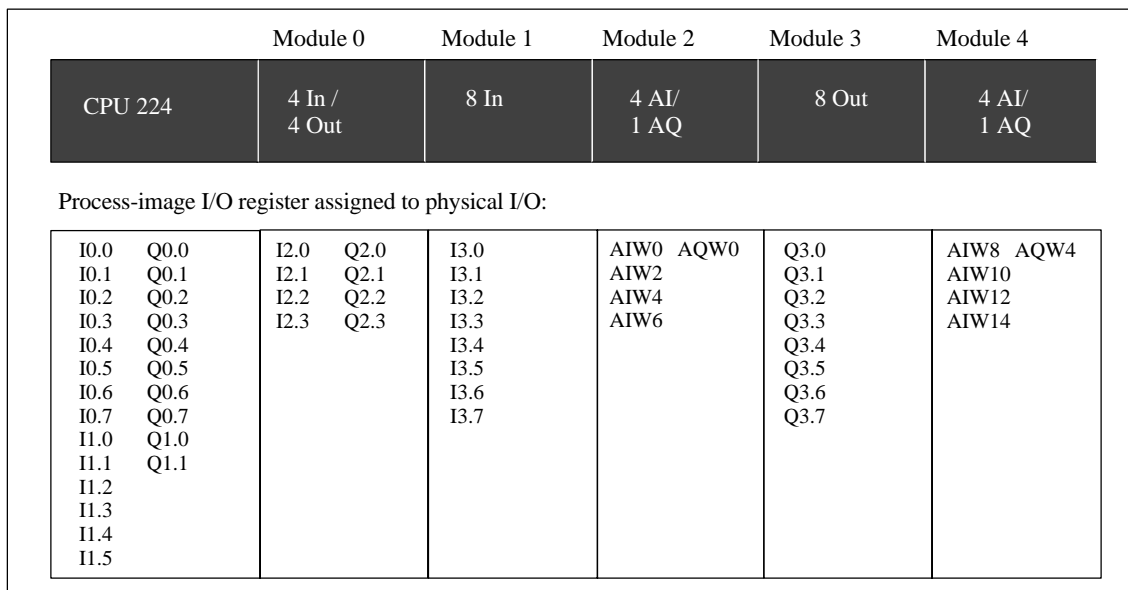 Module 0 Module 1 Module 2 Module 3 Module 4
CPU 224 4 In / 8 In 4 AI/ 8 Out 4 AI/
4 Out 1 AQ 1 AQ
Process-image I/O register assigned to physical I/O:
I0.0 Q0.0 I2.0 Q2.0 I3.0 AIW0 AQW0 Q3.0 AIW8 AQW4
I0.1 Q0.1 I2.1 Q2.1 I3.1 AIW2 Q3.1 AIW10
I0.2 Q0.2 I2.2 Q2.2 I3.2 AIW4 Q3.2 AIW12
I0.3 Q0.3 I2.3 Q2.3 I3.3 AIW6 Q3.3 AIW14
I0.4 Q0.4 I3.4 Q3.4
I0.5 Q0.5 I3.5 Q3.5
I0.6 Q0.6 I3.6 Q3.6
I0.7 Q0.7 I3.7 Q3.7
I1.0 Q1.0
I1.1 Q1.1
I1.2
I1.3
I1.4
I1.5